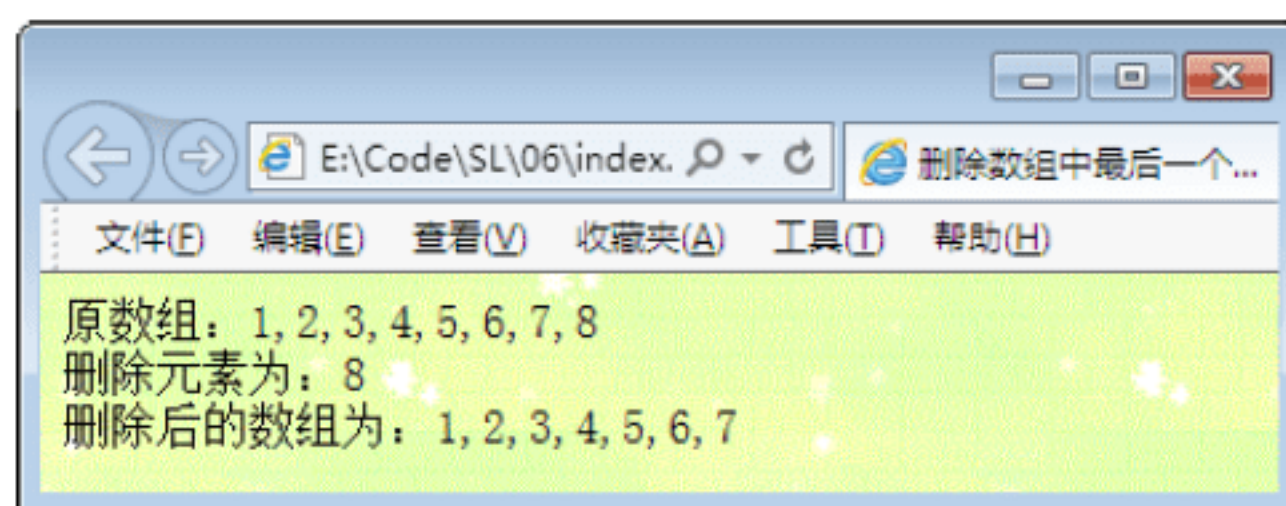 E:\Code\SL\06\index.
删除数组中最后一个...
文件(F) 编辑(E) 查看(V) 收藏夹(A) 工具(T) 帮助(H)
原数组：1,2,3,4,5,6,7,8
删除元素为：8
删除后的数组为：1,2,3,4,5,6,7